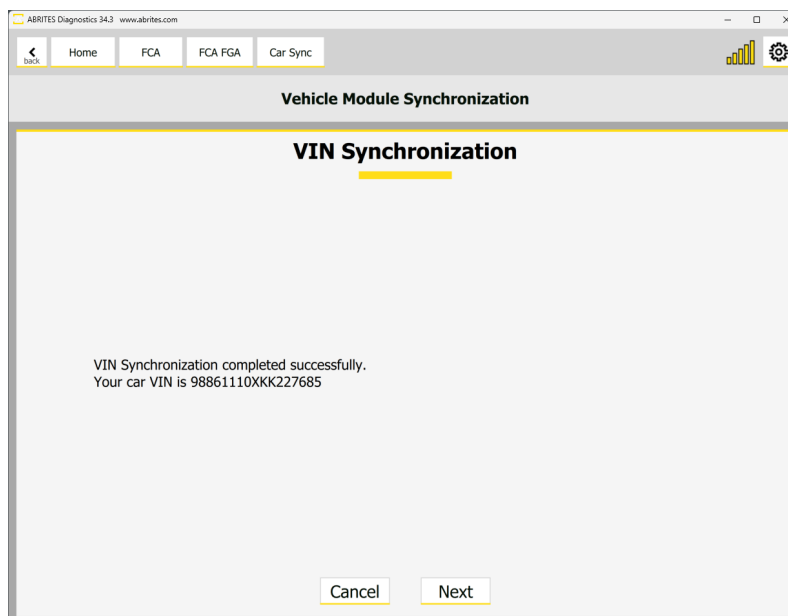 ABRITES Diagnostics 34.3 www.abrites.com
back
Home
FCA
FCA FGA
Car Sync
Vehicle Module Synchronization
VIN Synchronization
VIN Synchronization completed successfully.
Your car VIN is 98861110XKK227685
Cancel
Next